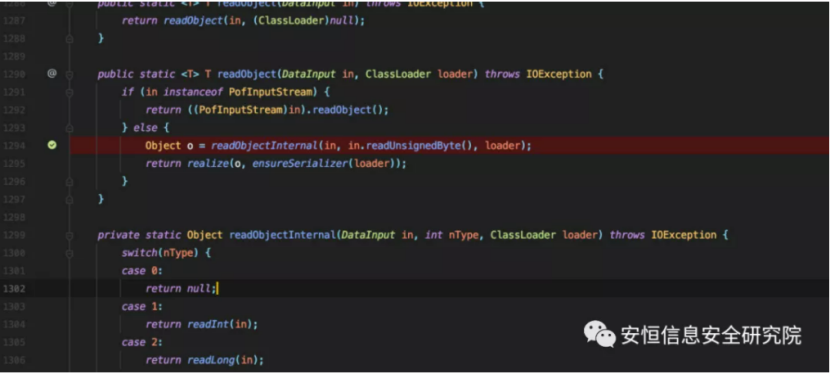 1286 @ public static <T> T readObject(DataInput in) throws IOException {
1287 return readObject(in, (ClassLoader)null);
1288 }
1289
1290 @ public static <T> T readObject(DataInput in, ClassLoader loader) throws IOException {
1291 if (in instanceof PofInputStream) {
1292 return ((PofInputStream)in).readObject();
1293 } else {
1294 Object o = readObjectInternal(in, in.readUnsignedByte(), loader);
1295 return realize(o, ensureSerializer(loader));
1296 }
1297 }
1298
1299 private static Object readObjectInternal(DataInput in, int nType, ClassLoader loader) throws IOException {
1300 switch(nType) {
1301 case 0:
1302 return null;
1303 case 1:
1304 return readInt(in);
1305 case 2:
1306 return readLong(in);
安恒信息安全研究院